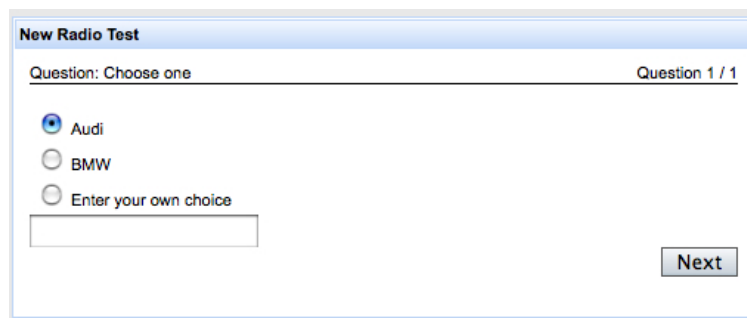 New Radio Test
Question: Choose one Question 1 / 1
Audi
BMW
Enter your own choice
Next